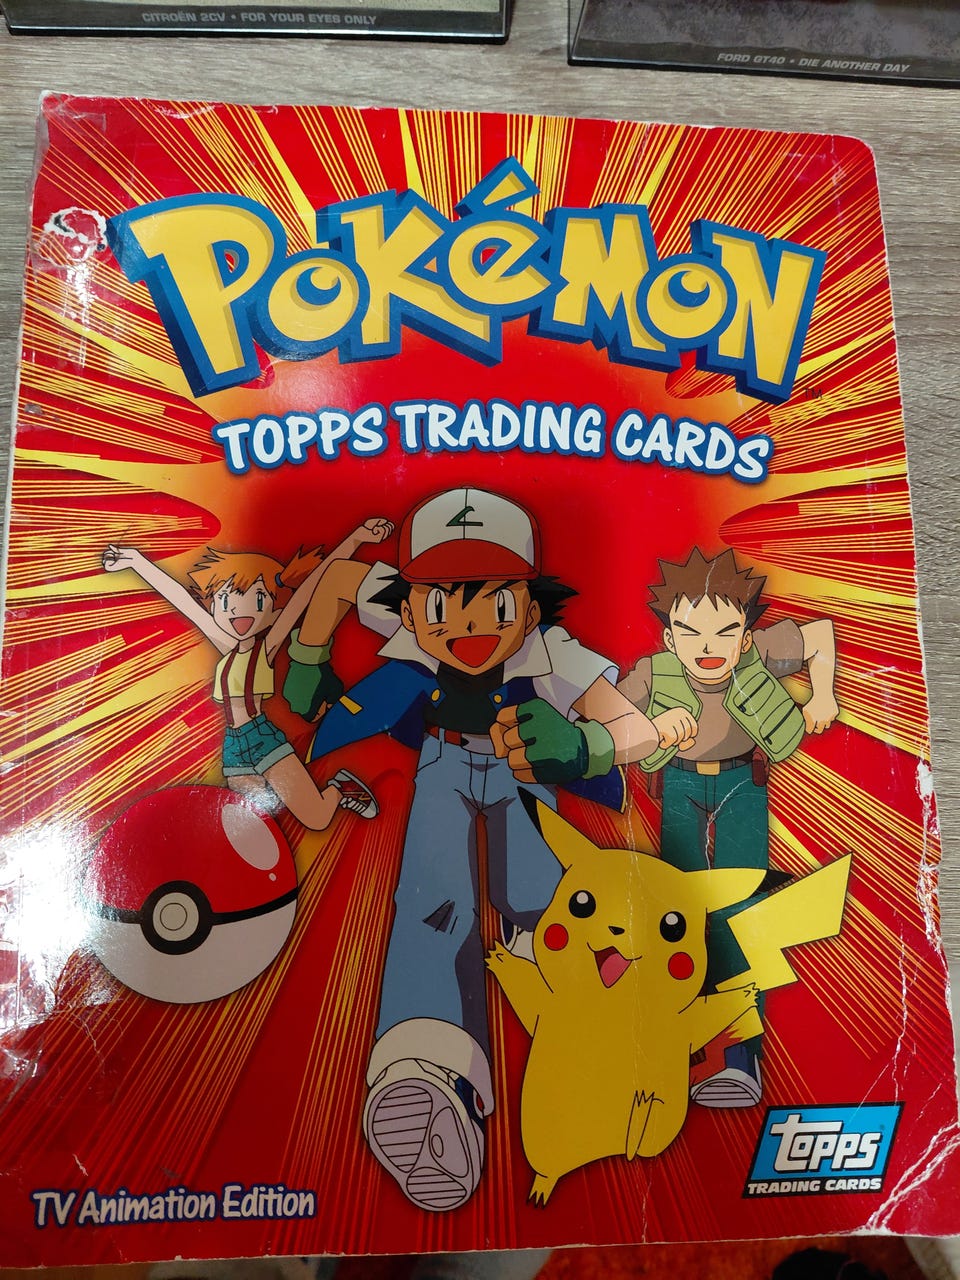 CITROËN 2CV • FOR YOUR EYES ONLY
FORD GT40 • DIE ANOTHER DAY
POKéMON
TM
TOPPS TRADING CARDS
TV Animation Edition
TOPPS
®
TRADING CARDS